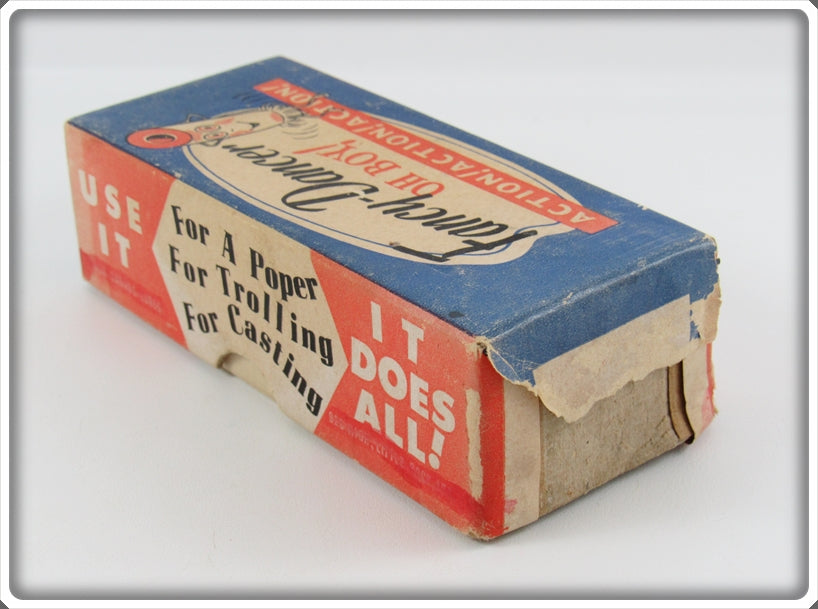 ACTION/ACTION/ACTION!
OH BOY!
Fancy-Dancer
USE
IT
For A Poper
For Trolling
For Casting
IT
DOES
ALL!